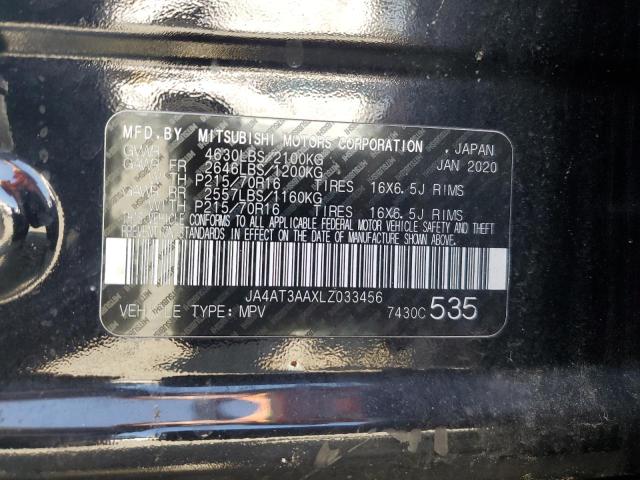 MFD.BY MITSUBISHI MOTORS CORPORATION , JAPAN
GVWR 4630LBS/2100KG JAN 2020
GAWR FR 2646LBS/1200KG
WITH P215/70R16 TIRES 16X6.5J RIMS
GAWR RR 2557LBS/1160KG
WITH P215/70R16 TIRES 16X6.5J RIMS
THIS VEHICLE CONFORMS TO ALL APPLICABLE FEDERAL MOTOR VEHICLE SAFETY AND THEFT
PREVENTION STANDARDS IN EFFECT ON THE DATE OF MANUFACTURE SHOWN ABOVE.
JA4AT3AAXLZ033456
VEHICLE TYPE: MPV 7430C 535